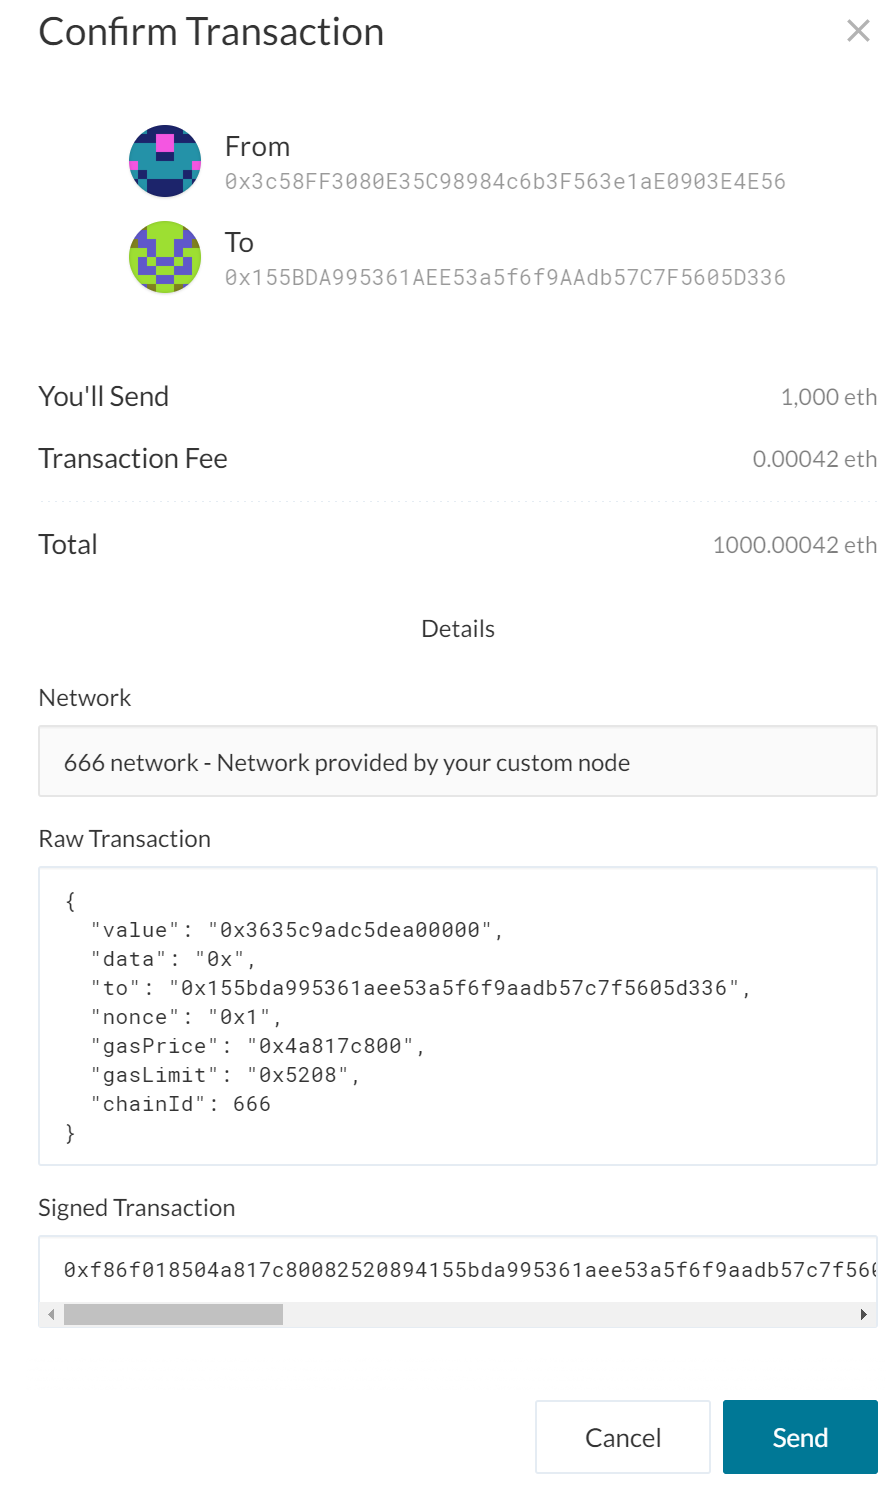 Confirm Transaction
From
0x3c58FF3080E35C98984c6b3F563e1aE0903E4E56
To
0x155BDA995361AEE53a5f6f9AAdb57C7F5605D336
You'll Send 1,000 eth
Transaction Fee 0.00042 eth
Total 1000.00042 eth
Details
Network
666 network - Network provided by your custom node
Raw Transaction
{
"value": "0x3635c9adc5dea00000",
"data": "0x",
"to": "0x155bda995361aee53a5f6f9aadb57c7f5605d336",
"nonce": "0x1",
"gasPrice": "0x4a817c800",
"gasLimit": "0x5208",
"chainId": 666
}
Signed Transaction
0xf86f018504a817c80082520894155bda995361aee53a5f6f9aadb57c7f560
Cancel Send